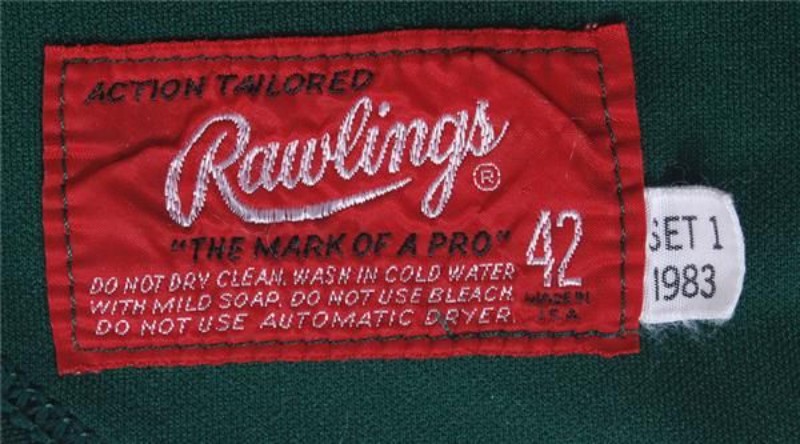 ACTION TAILORED
Rawlings ®
"THE MARK OF A PRO"
42
DO NOT DRY CLEAN. WASH IN COLD WATER
WITH MILD SOAP. DO NOT USE BLEACH.
DO NOT USE AUTOMATIC DRYER.
MADE IN
U.S.A.
SET 1
1983